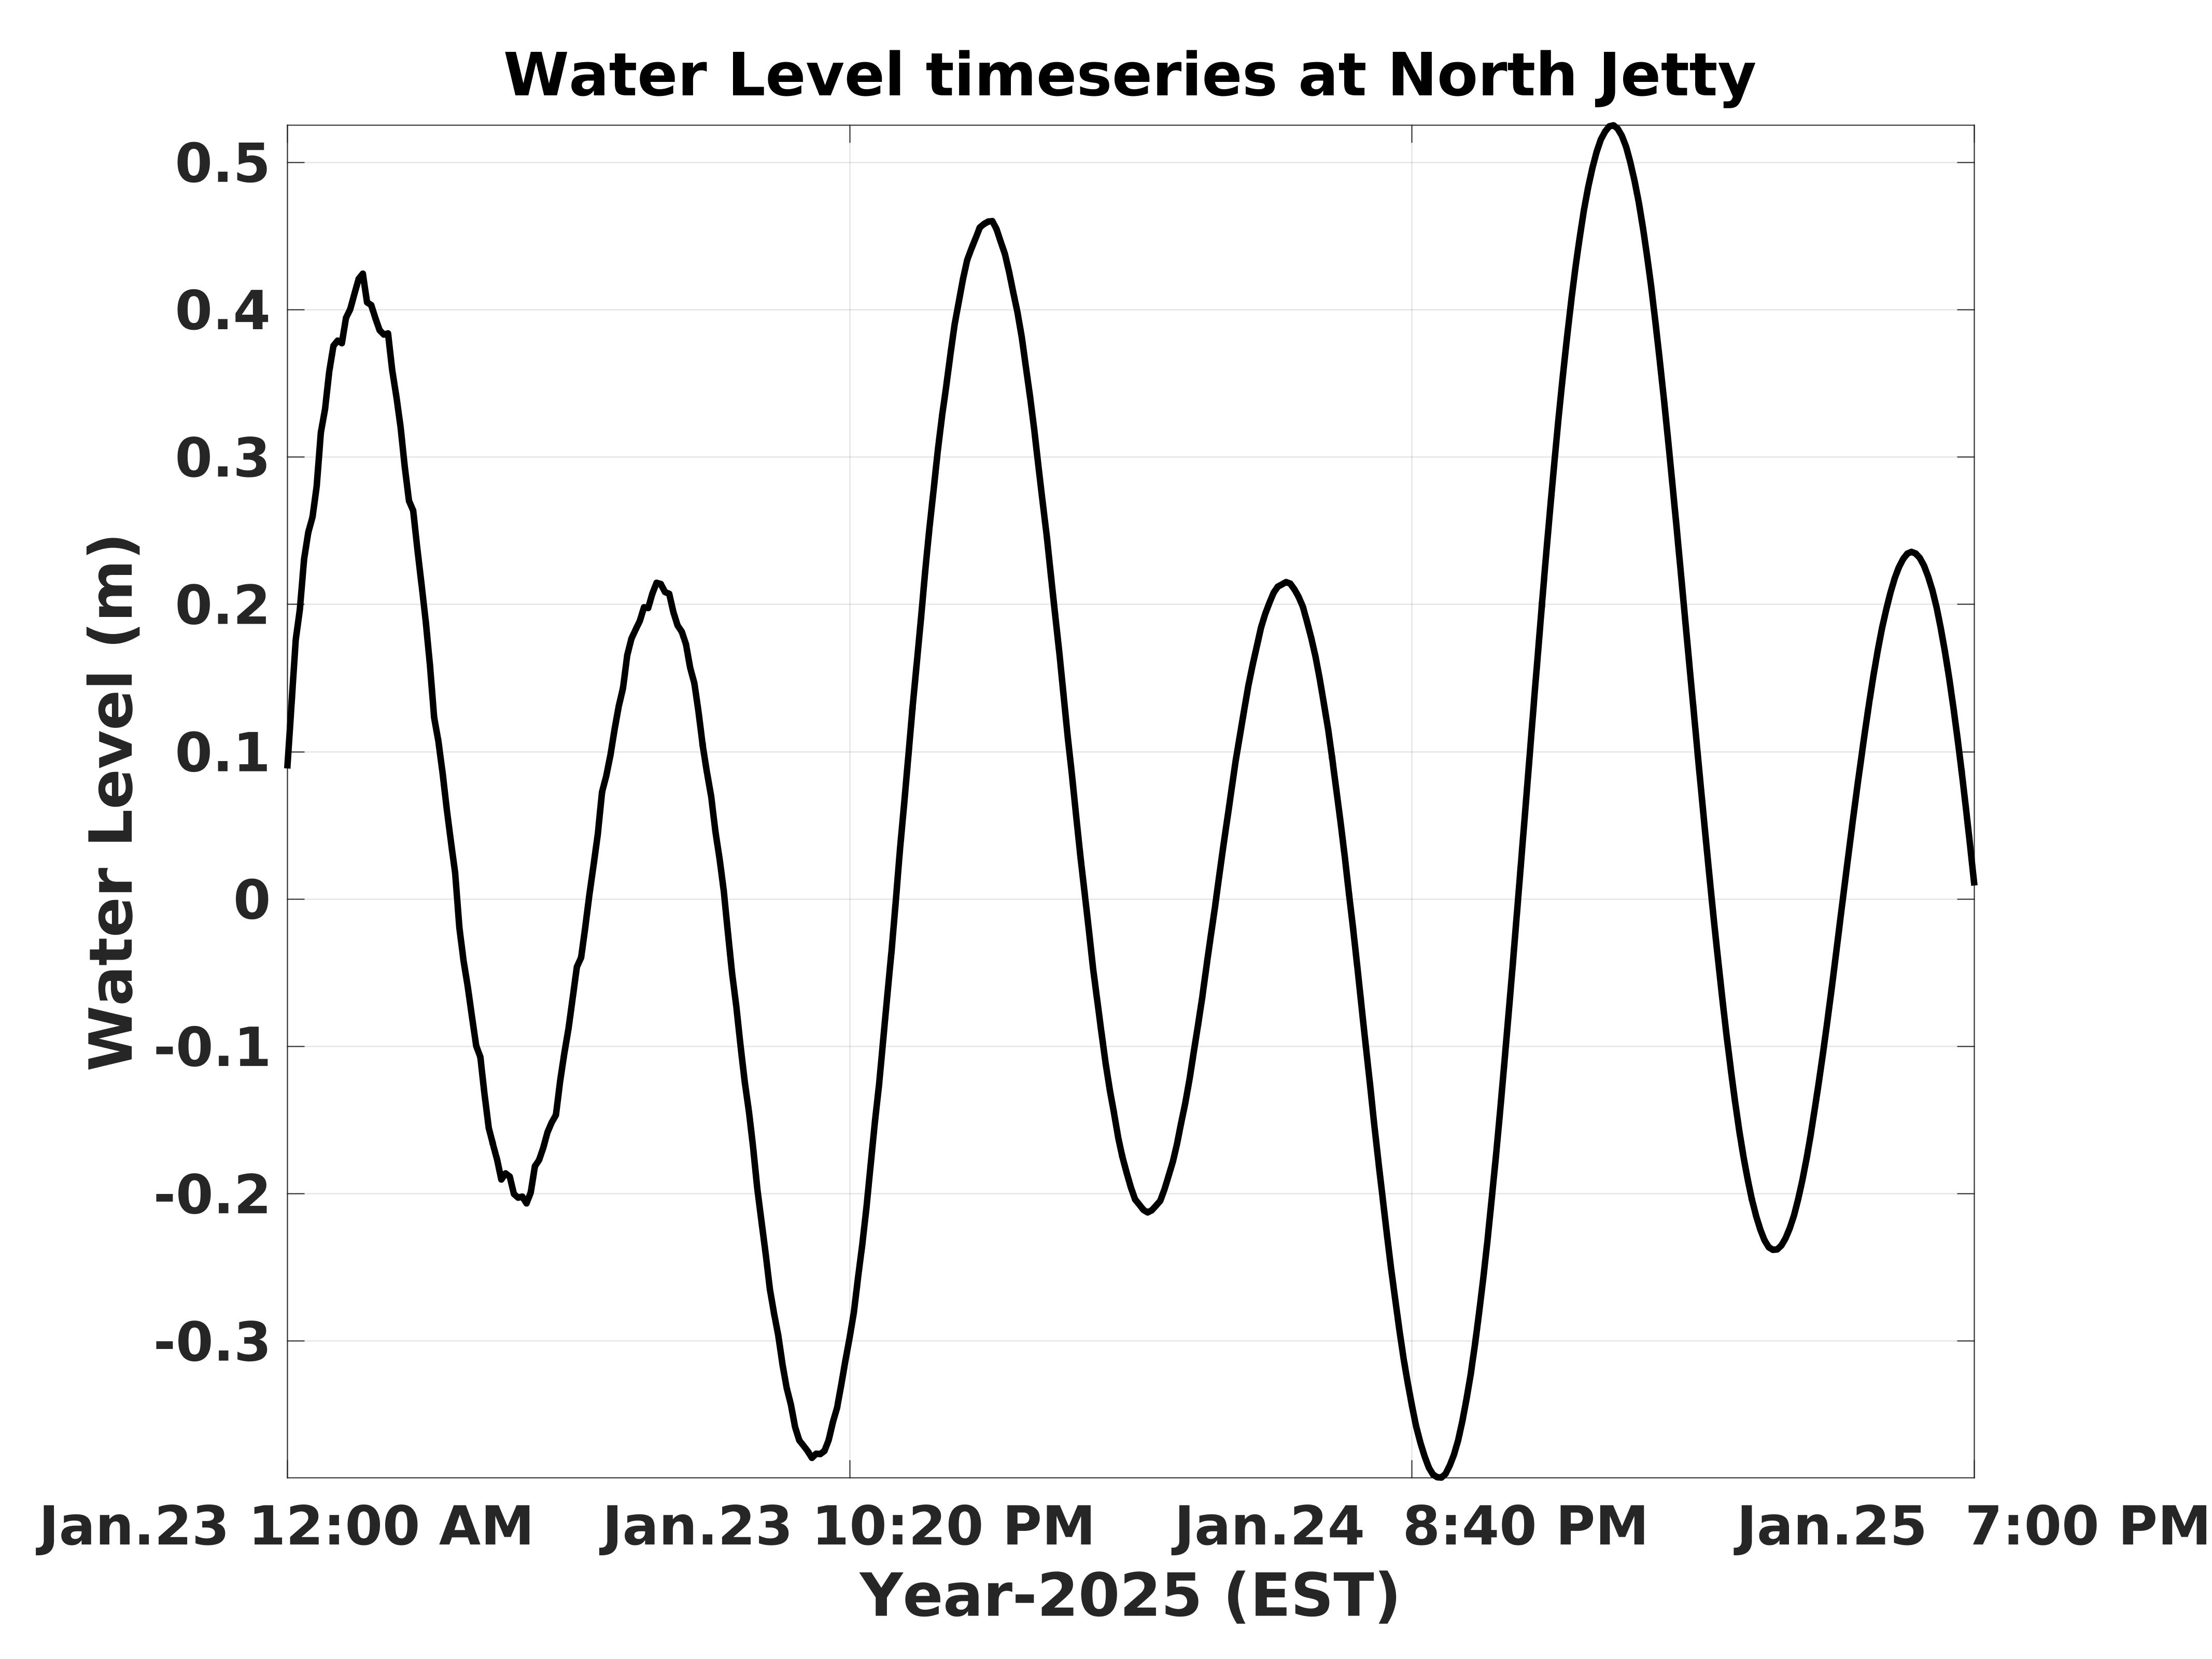 Water Level timeseries at North Jetty
Water Level (m)
0.5
0.4
0.3
0.2
0.1
0
-0.1
-0.2
-0.3
Jan.23 12:00 AM Jan.23 10:20 PM Jan.24 8:40 PM Jan.25 7:00 PM
Year-2025 (EST)